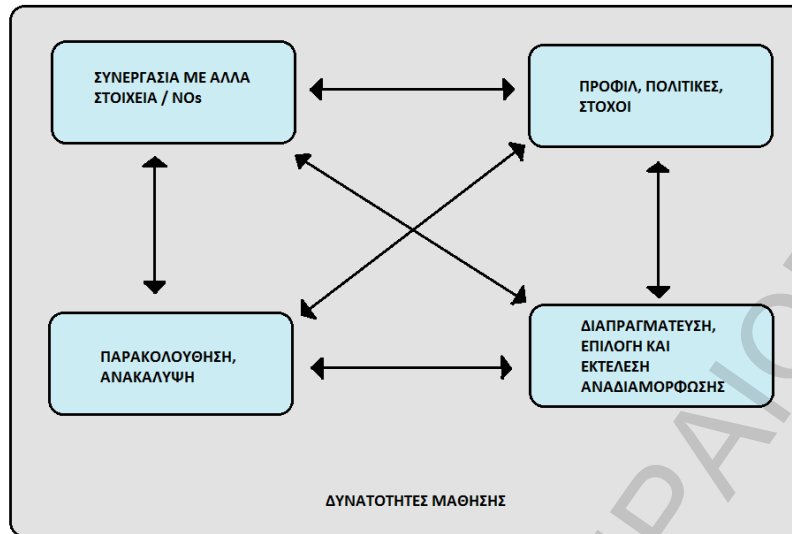 ΣΥΝΕΡΓΑΣΙΑ ΜΕ ΑΛΛΑ
ΣΤΟΙΧΕΙΑ / NOs
ΠΡΟΦΙΛ, ΠΟΛΙΤΙΚΕΣ,
ΣΤΟΧΟΙ
ΠΑΡΑΚΟΛΟΥΘΗΣΗ,
ΑΝΑΚΑΛΥΨΗ
ΔΙΑΠΡΑΓΜΑΤΕΥΣΗ,
ΕΠΙΛΟΓΗ ΚΑΙ
ΕΚΤΕΛΕΣΗ
ΑΝΑΔΙΑΜΟΡΦΩΣΗΣ
ΔΥΝΑΤΟΤΗΤΕΣ ΜΑΘΗΣΗΣ